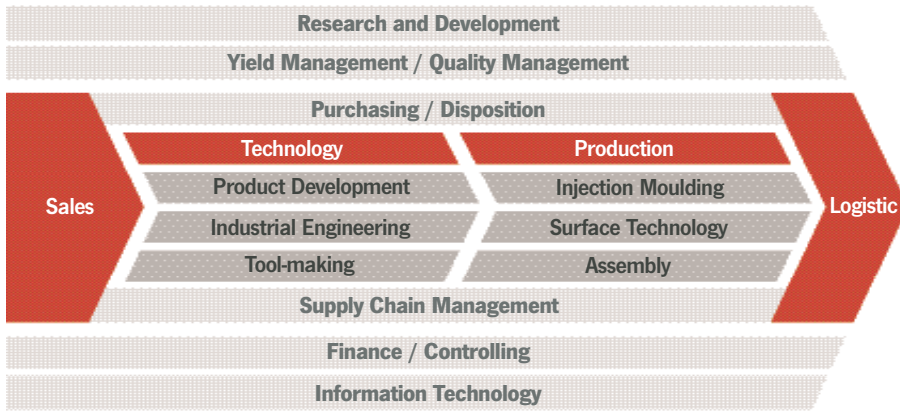 Research and Development
Yield Management / Quality Management
Purchasing / Disposition
Technology
Production
Product Development
Injection Moulding
Sales
Logistic
Industrial Engineering
Surface Technology
Tool-making
Assembly
Supply Chain Management
Finance / Controlling
Information Technology